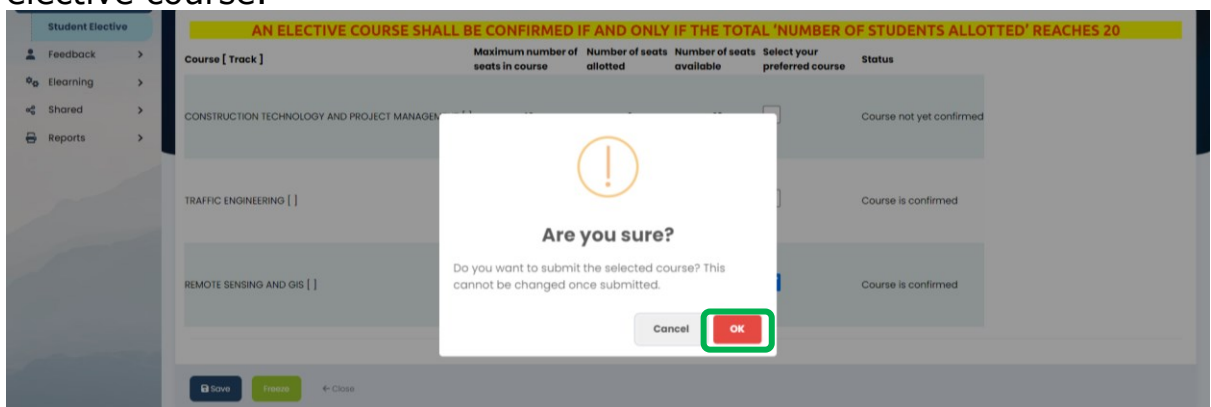 elective course.
Student Elective
AN ELECTIVE COURSE SHALL BE CONFIRMED IF AND ONLY IF THE TOTAL 'NUMBER OF STUDENTS ALLOTTED' REACHES 20
Feedback
Elearning
Shared
Reports
Course [ Track ]
Maximum number of seats in course
Number of seats allotted
Number of seats available
Select your preferred course
Status
CONSTRUCTION TECHNOLOGY AND PROJECT
Course not yet confirmed
TRAFFIC ENGINEERING [ ]
Course is confirmed
REMOTE SENSING AND GIS [ ]
Course is confirmed
Are you sure?
Do you want to submit the selected course? This
cannot be changed once submitted.
Cancel
OK
Save
Freeze
Close